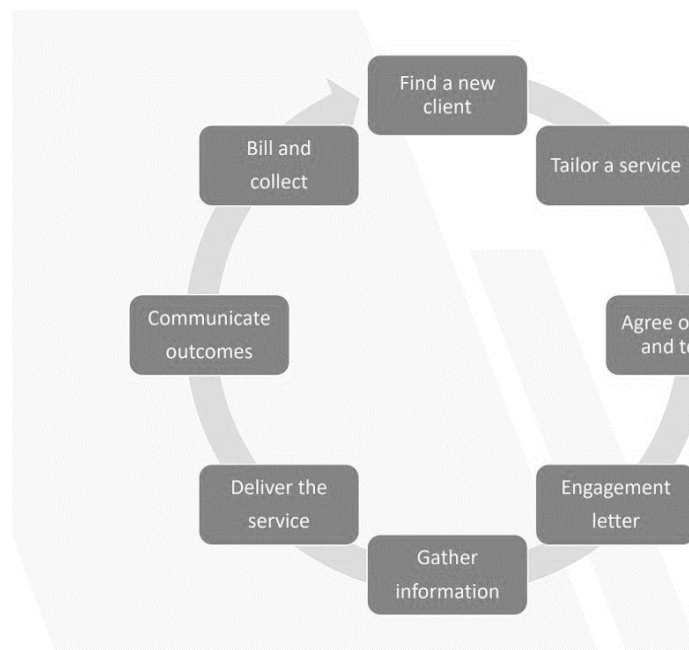 Find a new
client
Tailor a service
Agree
and
Engagement
letter
Gather
information
Deliver the
service
Communicate
outcomes
Bill and
collect